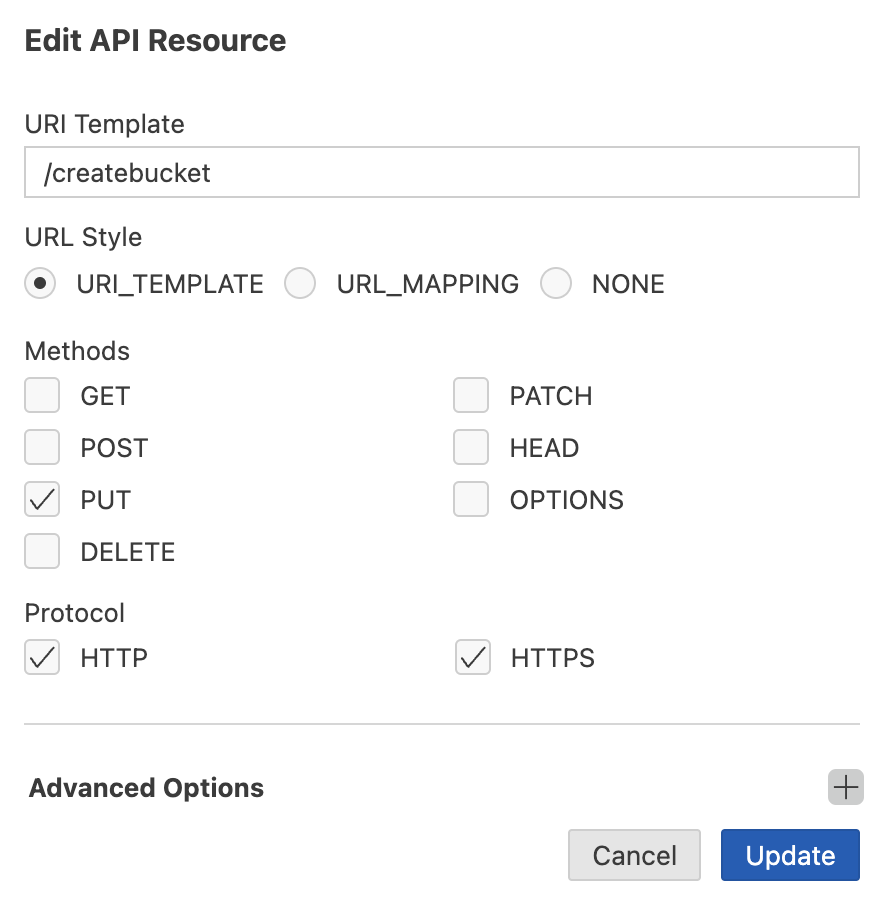 Edit API Resource
URI Template
/createbucket
URL Style
URI_TEMPLATE URL_MAPPING NONE
Methods
GET PATCH
POST HEAD
PUT OPTIONS
DELETE
Protocol
HTTP HTTPS
Advanced Options
Cancel Update